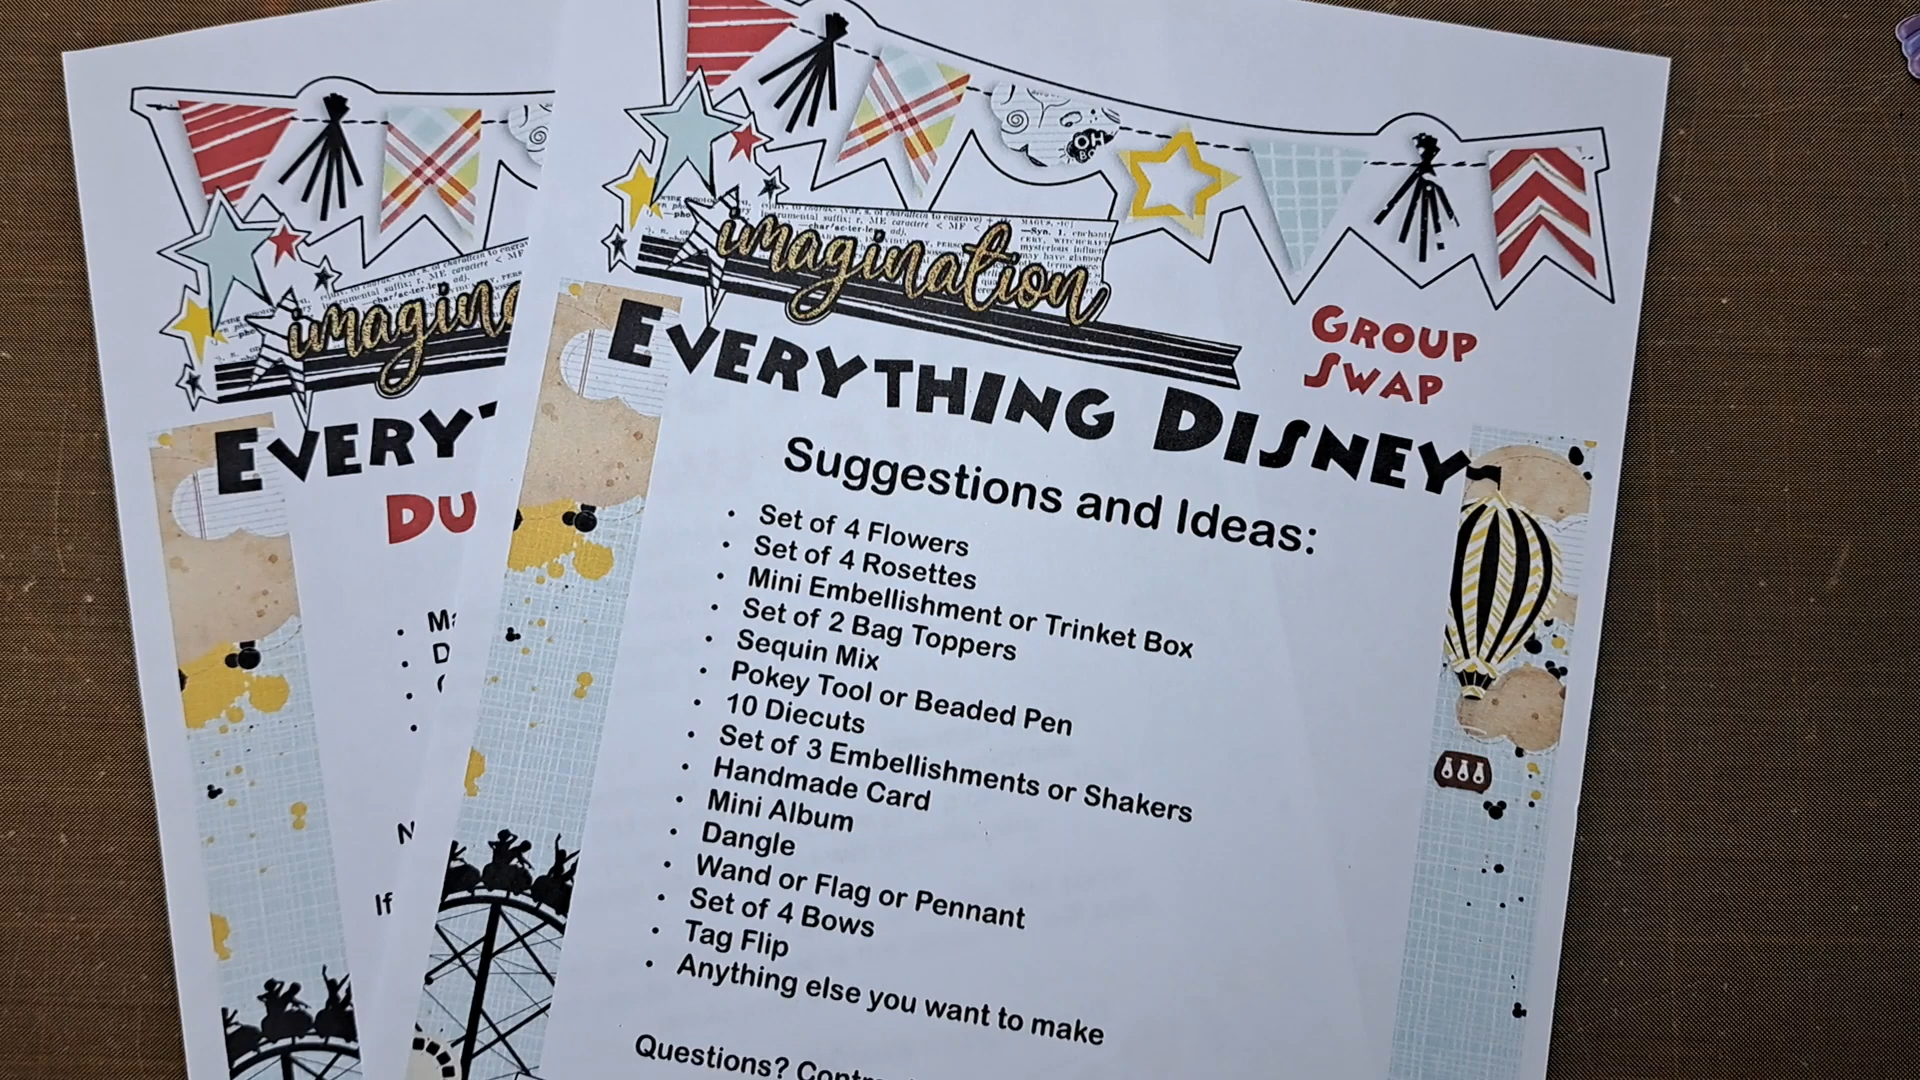 OH
imagination
GROUP
SWAP
EVERYTHING DISNEY
Suggestions and Ideas:
• Set of 4 Flowers
• Set of 4 Rosettes
• Mini Embellishment or Trinket Box
• Set of 2 Bag Toppers
• Sequin Mix
• Pokey Tool or Beaded Pen
• 10 Diecuts
• Set of 3 Embellishments or Shakers
• Handmade Card
• Mini Album
• Dangle
• Wand or Flag or Pennant
• Set of 4 Bows
• Tag Flip
• Anything else you want to make
Questions?
imagin
EVERY
DU
If